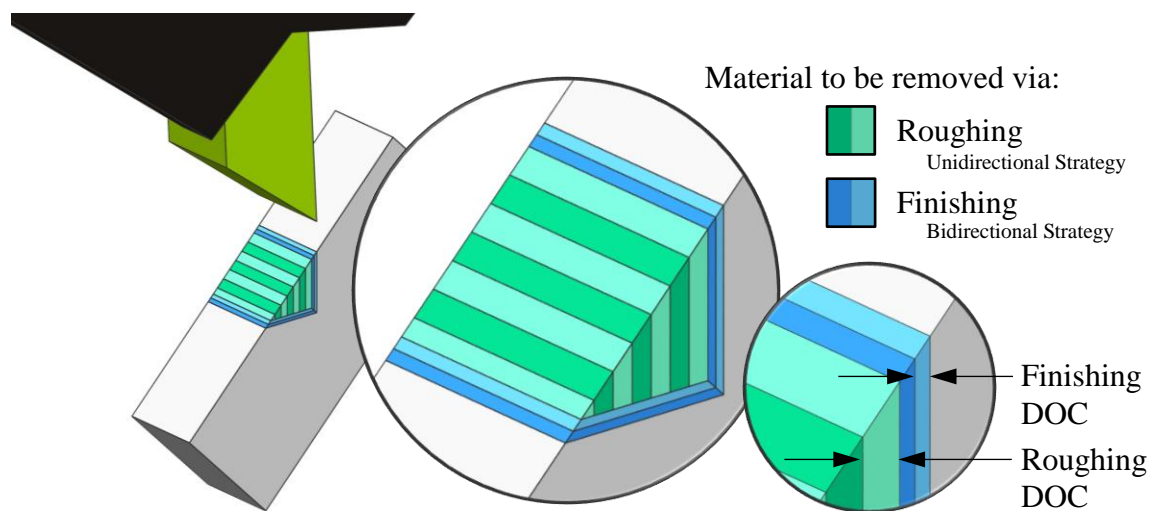 Material to be removed via:
Roughing
Unidirectional Strategy
Finishing
Bidirectional Strategy
Finishing
DOC
Roughing
DOC